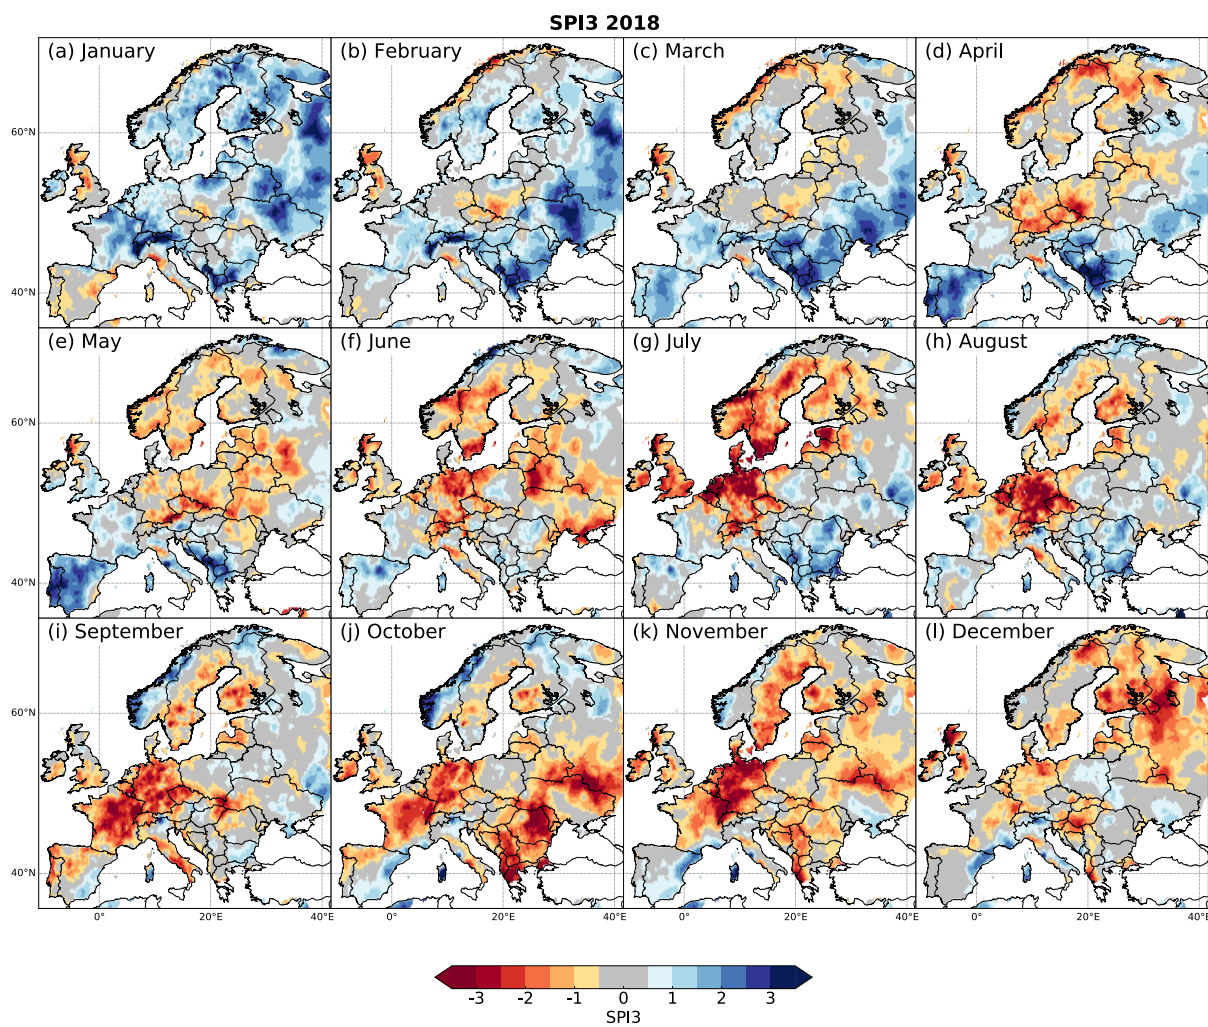 SPI3 2018
(a) January
(b) February
(c) March
(d) April
60°N
40°N
(e) May
(f) June
(g) July
(h) August
60°N
40°N
(i) September
(j) October
(k) November
(l) December
60°N
40°N
0° 20°E 40°E 0° 20°E 40°E 0° 20°E 40°E 0° 20°E 40°E
-3 -2 -1 0 1 2 3
SPI3